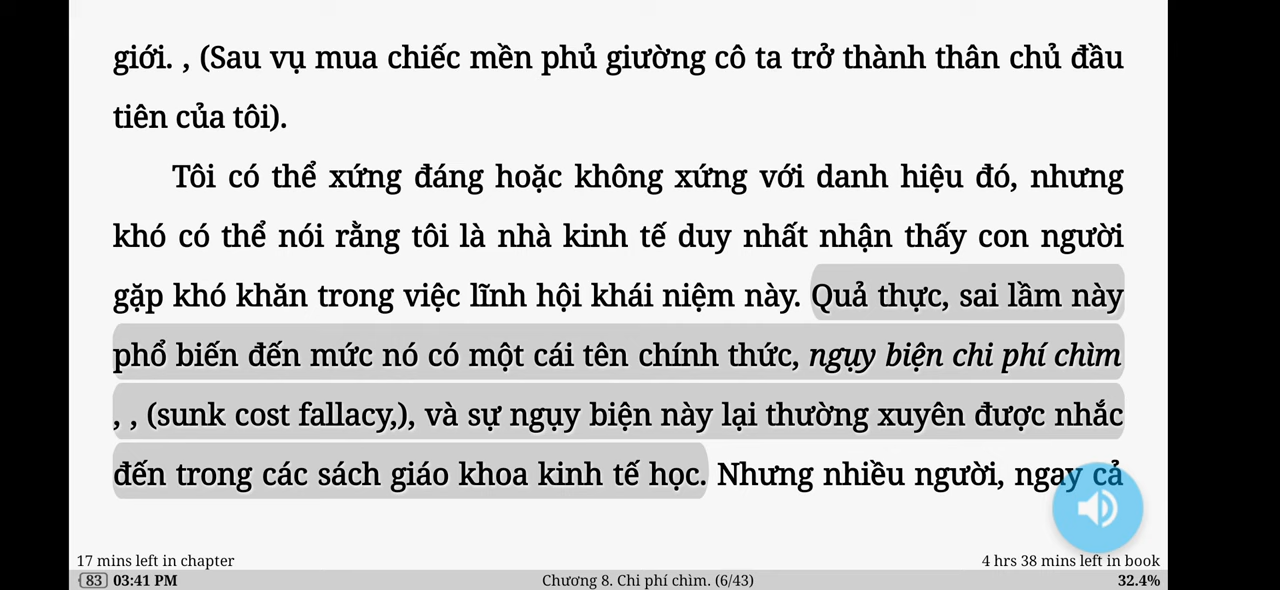 giới. , (Sau vụ mua chiếc mền phủ giường cô ta trở thành thân chủ đầu
tiên của tôi).
Tôi có thể xứng đáng hoặc không xứng với danh hiệu đó, nhưng
khó có thể nói rằng tôi là nhà kinh tế duy nhất nhận thấy con người
gặp khó khăn trong việc lĩnh hội khái niệm này. Quả thực, sai lầm này
phổ biến đến mức nó có một cái tên chính thức, ngụy biện chi phí chìm
, , (sunk cost fallacy,), và sự ngụy biện này lại thường xuyên được nhắc
đến trong các sách giáo khoa kinh tế học. Nhưng nhiều người, ngay cả
17 mins left in chapter
4 hrs 38 mins left in book
83 03:41 PM
Chương 8. Chi phí chìm. (6/43)
32.4%